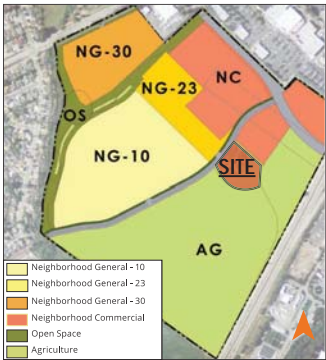 NG-30
NC
NG-23
OS
NG-10
SITE
AG
Neighborhood General - 10
Neighborhood General - 23
Neighborhood General - 30
Neighborhood Commercial
Open Space
Agriculture